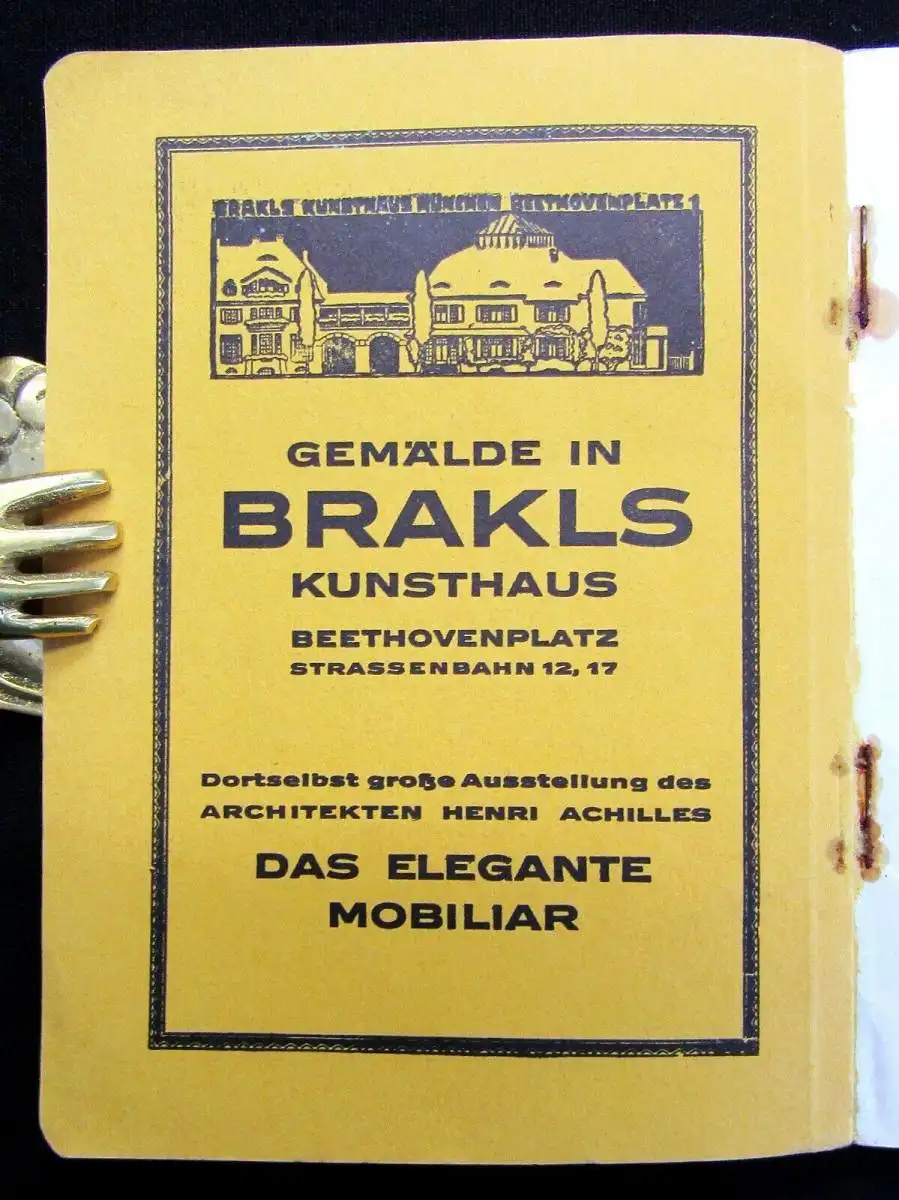 BRAKLS KUNSTHAUS MÜNCHEN BEETHOVENPLATZ 1
GEMÄLDE IN
BRAKLS
KUNSTHAUS
BEETHOVENPLATZ
STRASSENBAHN 12, 17
Dortselbst große Ausstellung des
ARCHITEKTEN HENRI ACHILLES
DAS ELEGANTE
MOBILIAR